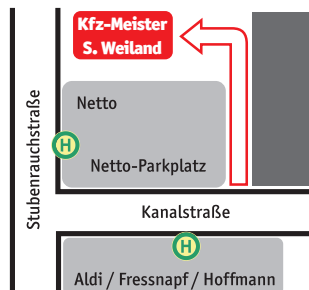 Kfz-Meister
S. Weiland
Netto
Netto-Parkplatz
Stubenrauchstraße
H
Kanalstraße
H
Aldi / Fressnapf / Hoffmann